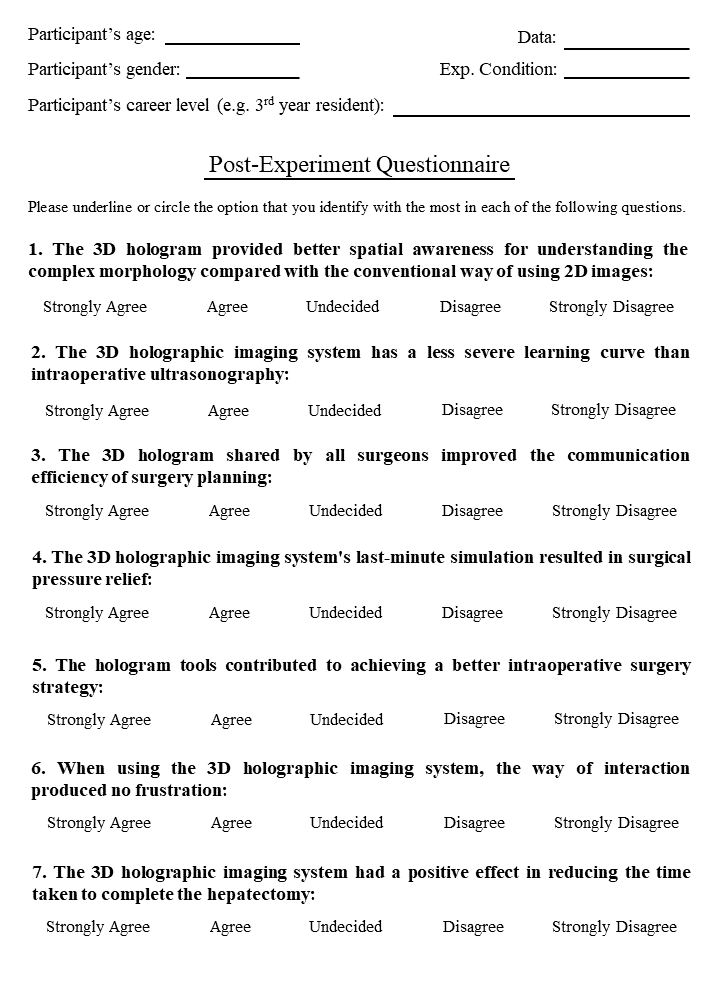 Participant's age:
Data:
Participant's gender:
Exp. Condition:
Participant's career level (e.g. 3rd year resident):
Post-Experiment Questionnaire
Please underline or circle the option that you identify with the most in each of the following questions.
1. The 3D hologram provided better spatial awareness for understanding the
complex morphology compared with the conventional way of using 2D images:
Strongly Agree Agree Undecided Disagree Strongly Disagree
2. The 3D holographic imaging system has a less severe learning curve than
intraoperative ultrasonography:
Strongly Agree Agree Undecided Disagree Strongly Disagree
3. The 3D hologram shared by all surgeons improved the communication
efficiency of surgery planning:
Strongly Agree Agree Undecided Disagree Strongly Disagree
4. The 3D holographic imaging system's last-minute simulation resulted in surgical
pressure relief:
Strongly Agree Agree Undecided Disagree Strongly Disagree
5. The hologram tools contributed to achieving a better intraoperative surgery
strategy:
Strongly Agree Agree Undecided Disagree Strongly Disagree
6. When using the 3D holographic imaging system, the way of interaction
produced no frustration:
Strongly Agree Agree Undecided Disagree Strongly Disagree
7. The 3D holographic imaging system had a positive effect in reducing the time
taken to complete the hepatectomy:
Strongly Agree Agree Undecided Disagree Strongly Disagree